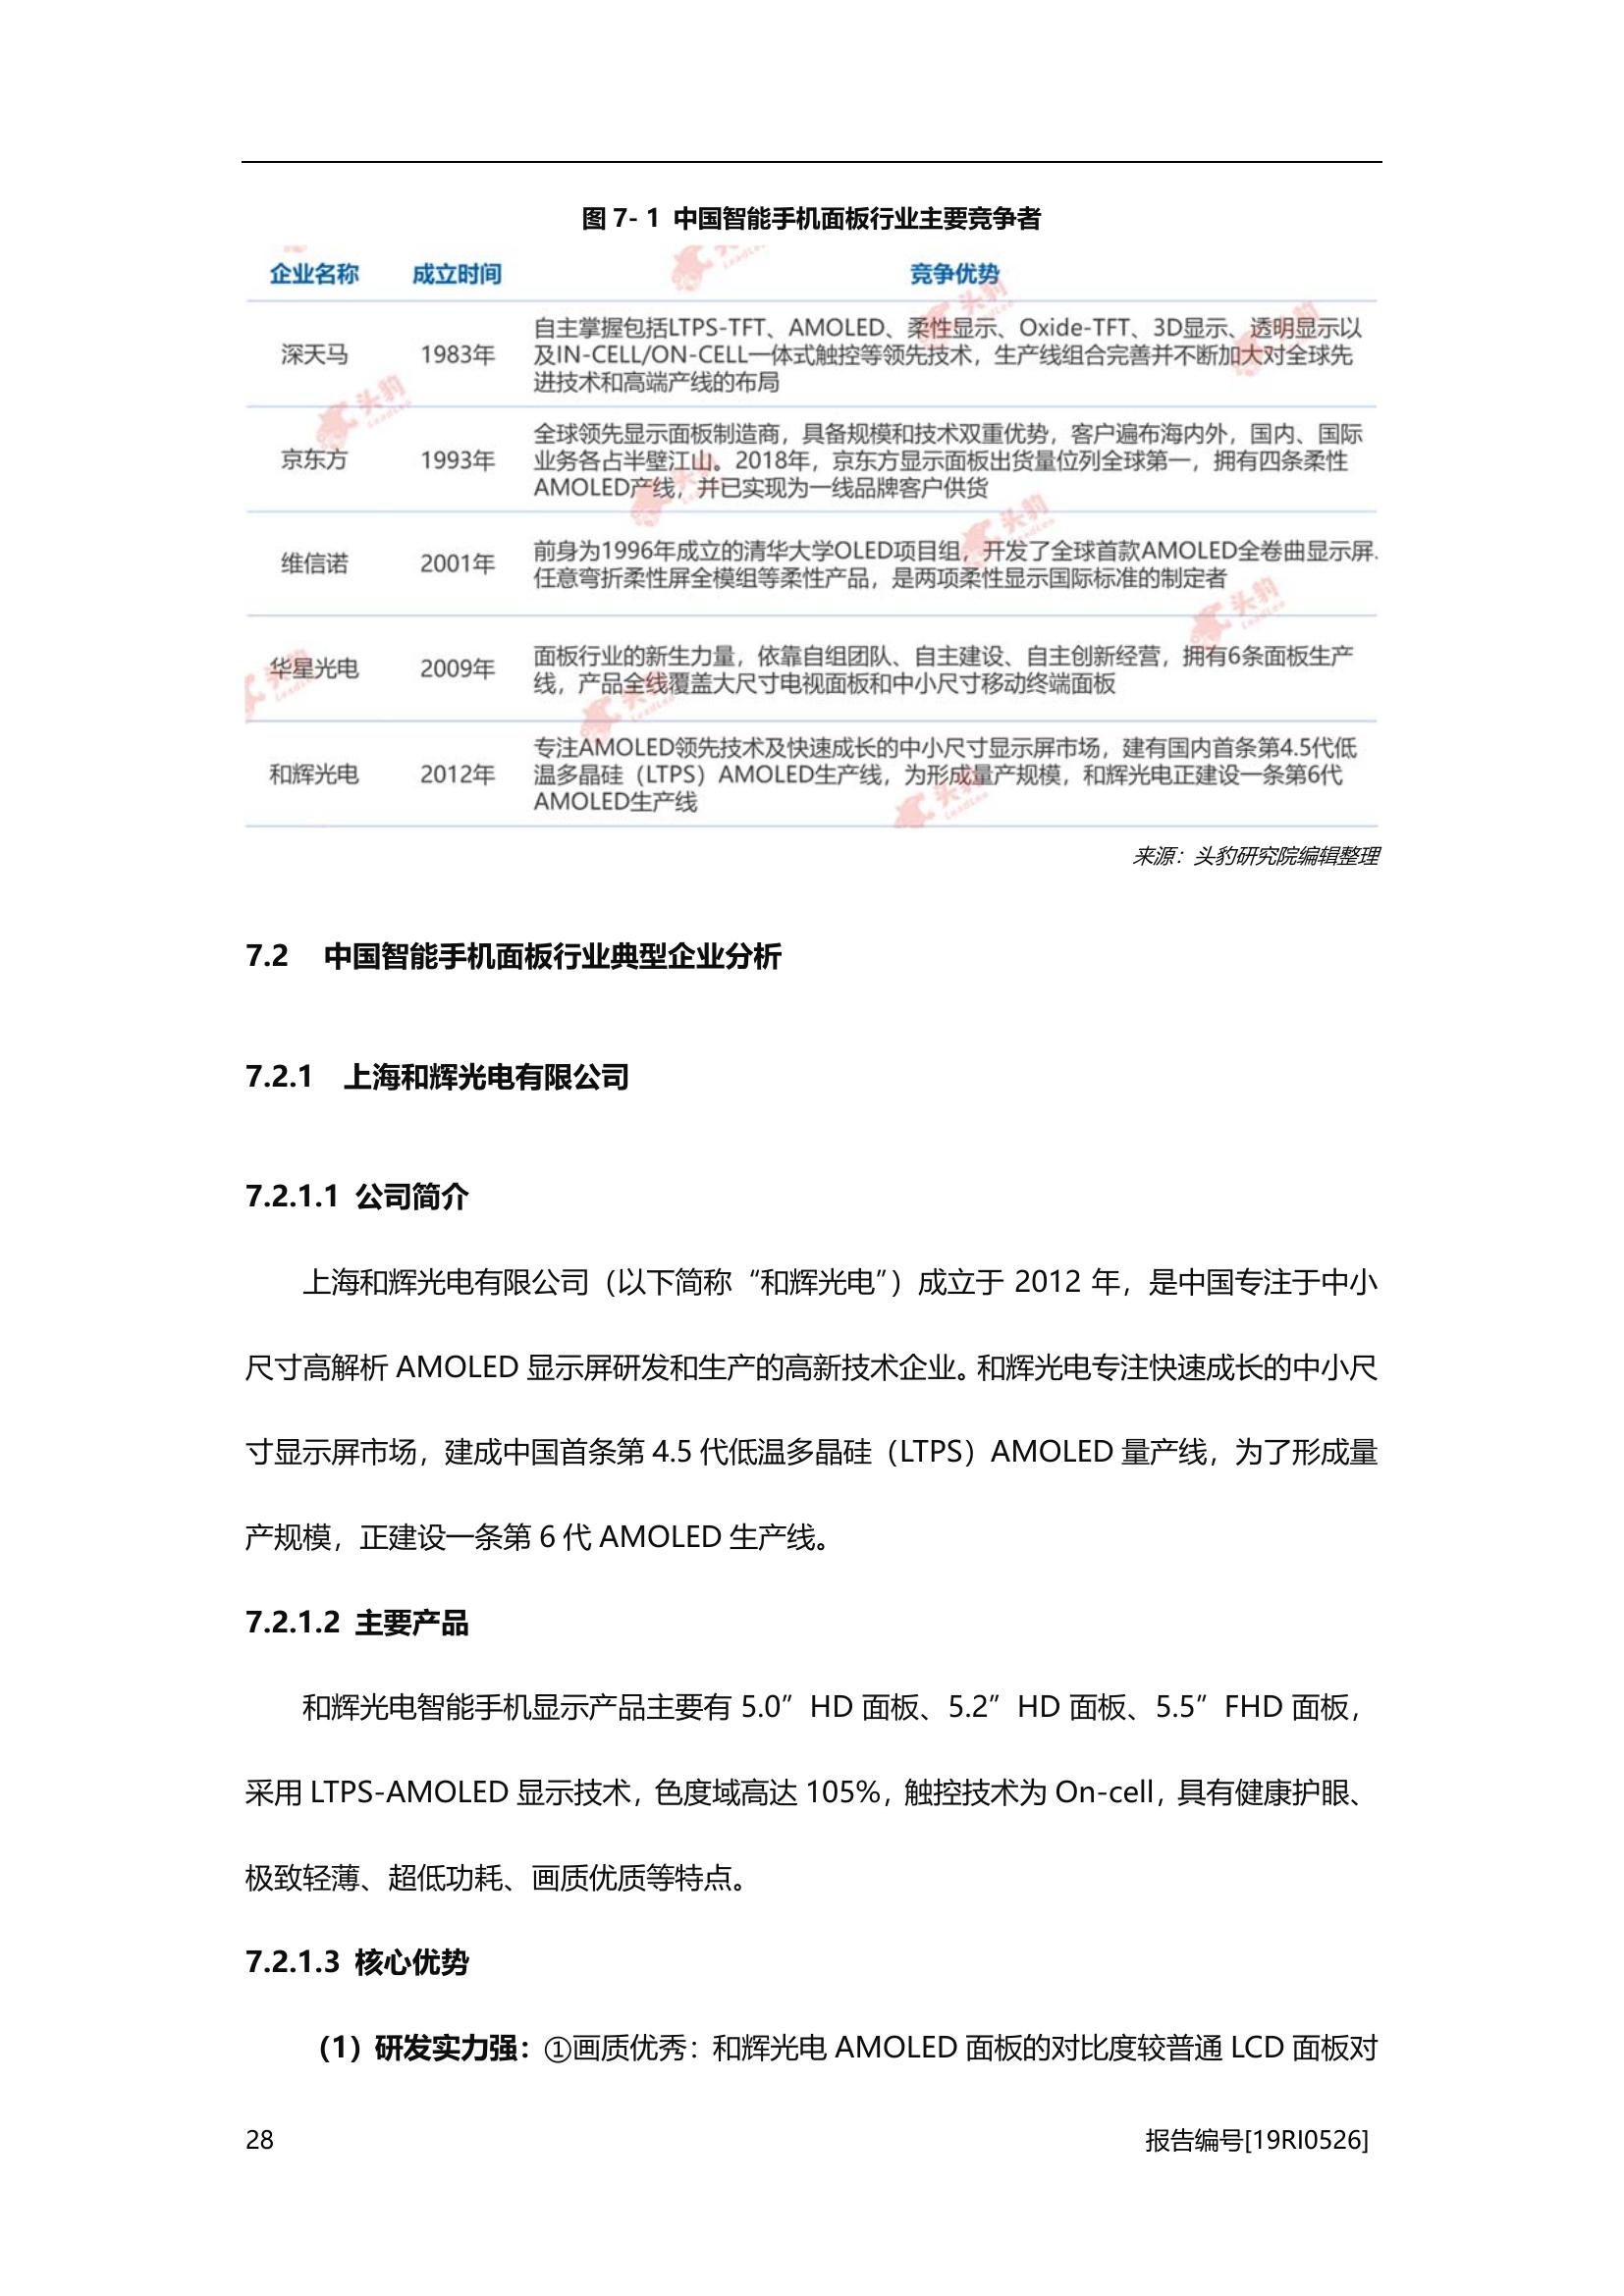 图 7- 1 中国智能手机面板行业主要竞争者
企业名称 成立时间 竞争优势
深天马 1983年 自主掌握包括LTPS-TFT、AMOLED、柔性显示、Oxide-TFT、3D显示、透明显示以
及IN-CELL/ON-CELL一体式触控等领先技术，生产线组合完善并不断加大对全球先
进技术和高端产线的布局
京东方 1993年 全球领先显示面板制造商，具备规模和技术双重优势，客户遍布海内外，国内、国际
业务各占半壁江山。2018年，京东方显示面板出货量位列全球第一，拥有四条柔性
AMOLED产线，并已实现为一线品牌客户供货
维信诺 2001年 前身为1996年成立的清华大学OLED项目组，开发了全球首款AMOLED全卷曲显示屏、
任意弯折柔性屏全模组等柔性产品，是两项柔性显示国际标准的制定者
华星光电 2009年 面板行业的新生力量，依靠自组团队、自主建设、自主创新经营，拥有6条面板生产
线，产品全线覆盖大尺寸电视面板和中小尺寸移动终端面板
和辉光电 2012年 专注AMOLED领先技术及快速成长的中小尺寸显示屏市场，建有国内首条第4.5代低
温多晶硅（LTPS）AMOLED生产线，为形成量产规模，和辉光电正建设一条第6代
AMOLED生产线
头豹 LeadLeo
来源：头豹研究院编辑整理
7.2 中国智能手机面板行业典型企业分析
7.2.1 上海和辉光电有限公司
7.2.1.1 公司简介
上海和辉光电有限公司（以下简称“和辉光电”）成立于 2012 年，是中国专注于中小
尺寸高解析 AMOLED 显示屏研发和生产的高新技术企业。和辉光电专注快速成长的中小尺
寸显示屏市场，建成中国首条第 4.5 代低温多晶硅（LTPS）AMOLED 量产线，为了形成量
产规模，正建设一条第 6 代 AMOLED 生产线。
7.2.1.2 主要产品
和辉光电智能手机显示产品主要有 5.0” HD 面板、5.2” HD 面板、5.5” FHD 面板，
采用 LTPS-AMOLED 显示技术，色度域高达 105%，触控技术为 On-cell，具有健康护眼、
极致轻薄、超低功耗、画质优质等特点。
7.2.1.3 核心优势
（1）研发实力强：①画质优秀：和辉光电 AMOLED 面板的对比度较普通 LCD 面板对
28 报告编号[19RI0526]